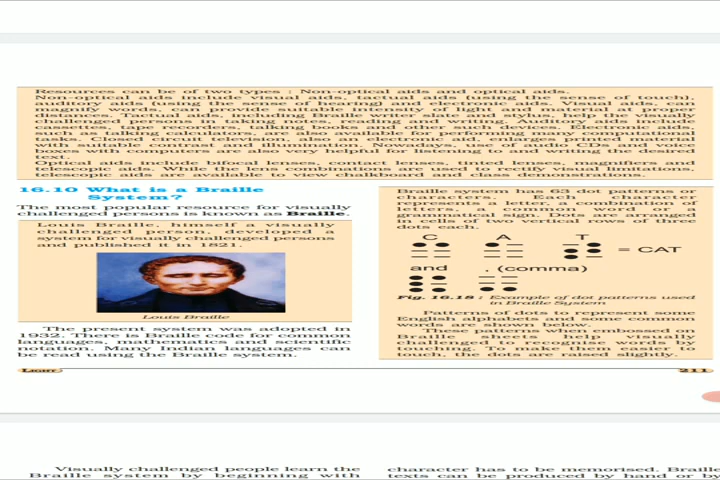 Resources can be of two types : Non-optical aids and optical aids.
Non-optical aids include visual aids, tactual aids (using the sense of touch),
auditory aids (using the sense of hearing) and electronic aids. Visual aids, can
magnify words, can provide suitable intensity of light and material at proper
distances. Tactual aids, including Braille writer slate and stylus, help the visually
challenged persons in taking notes, reading and writing. Auditory aids include
cassettes, tape recorders, talking books and other such devices. Electronic aids,
such as talking calculators, are also available for performing many computational
tasks. Closed circuit television, also an electronic aid, enlarges printed material
with suitable contrast and illumination. Nowadays, use of audio CDs and voice
boxes with computers are also very helpful for listening to and writing the desired
text.
Optical aids include bifocal lenses, contact lenses, tinted lenses, magnifiers and
telescopic aids. While the lens combinations are used to rectify visual limitations,
telescopic aids are available to view chalkboard and class demonstrations.
16.10 What is a Braille
System?
The most popular resource for visually
challenged persons is known as Braille.
Louis Braille, himself a visually
challenged person, developed a
system for visually challenged persons
and published it in 1821.
Louis Braille
The present system was adopted in
1932. There is Braille code for common
languages, mathematics and scientific
notation. Many Indian languages can
be read using the Braille system.
Braille system has 63 dot patterns or
characters. Each character
represents a letter, a combination of
letters, a common word or a
grammatical sign. Dots are arranged
in cells of two vertical rows of three
dots each.
C A T
= CAT
and , (comma)
Fig. 16.18 : Example of dot patterns used
in Braille System
Patterns of dots to represent some
English alphabets and some common
words are shown below.
These patterns when embossed on
Braille sheets help visually
challenged to recognise words by
touching. To make them easier to
touch, the dots are raised slightly.
LIGHT 211
Visually challenged people learn the
Braille system by beginning with
character has to be memorised. Braille
texts can be produced by hand or by